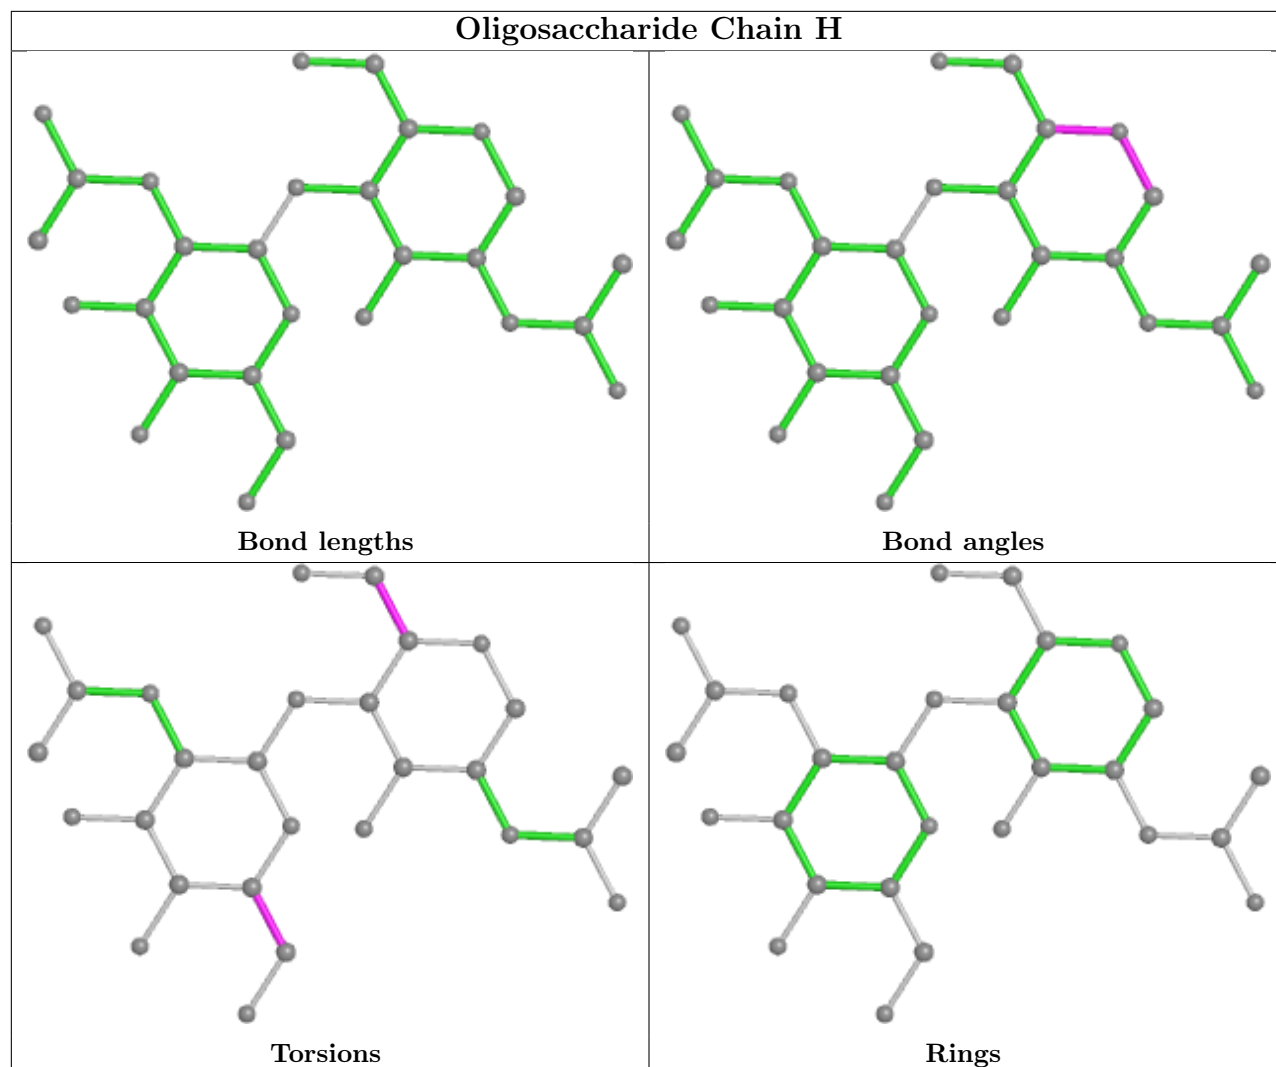 Oligosaccharide Chain H
Bond lengths
Bond angles
Torsions
Rings